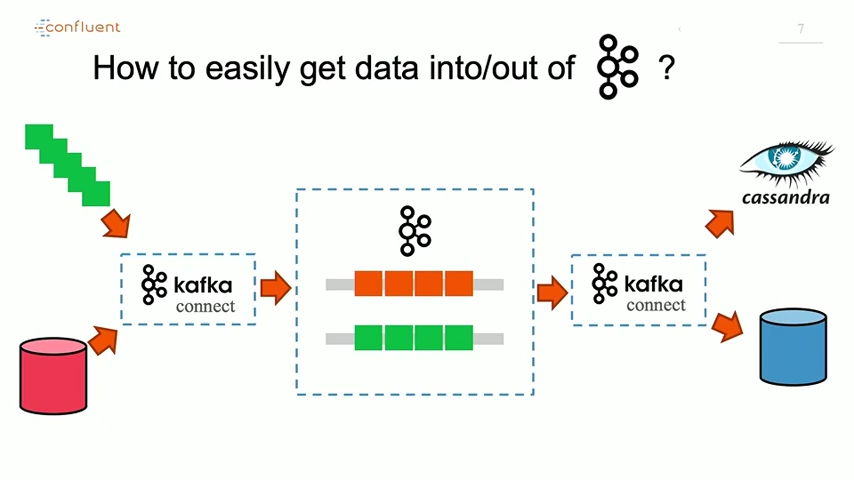 confluent
7
How to easily get data into/out of ?
cassandra
kafka
connect
kafka
connect